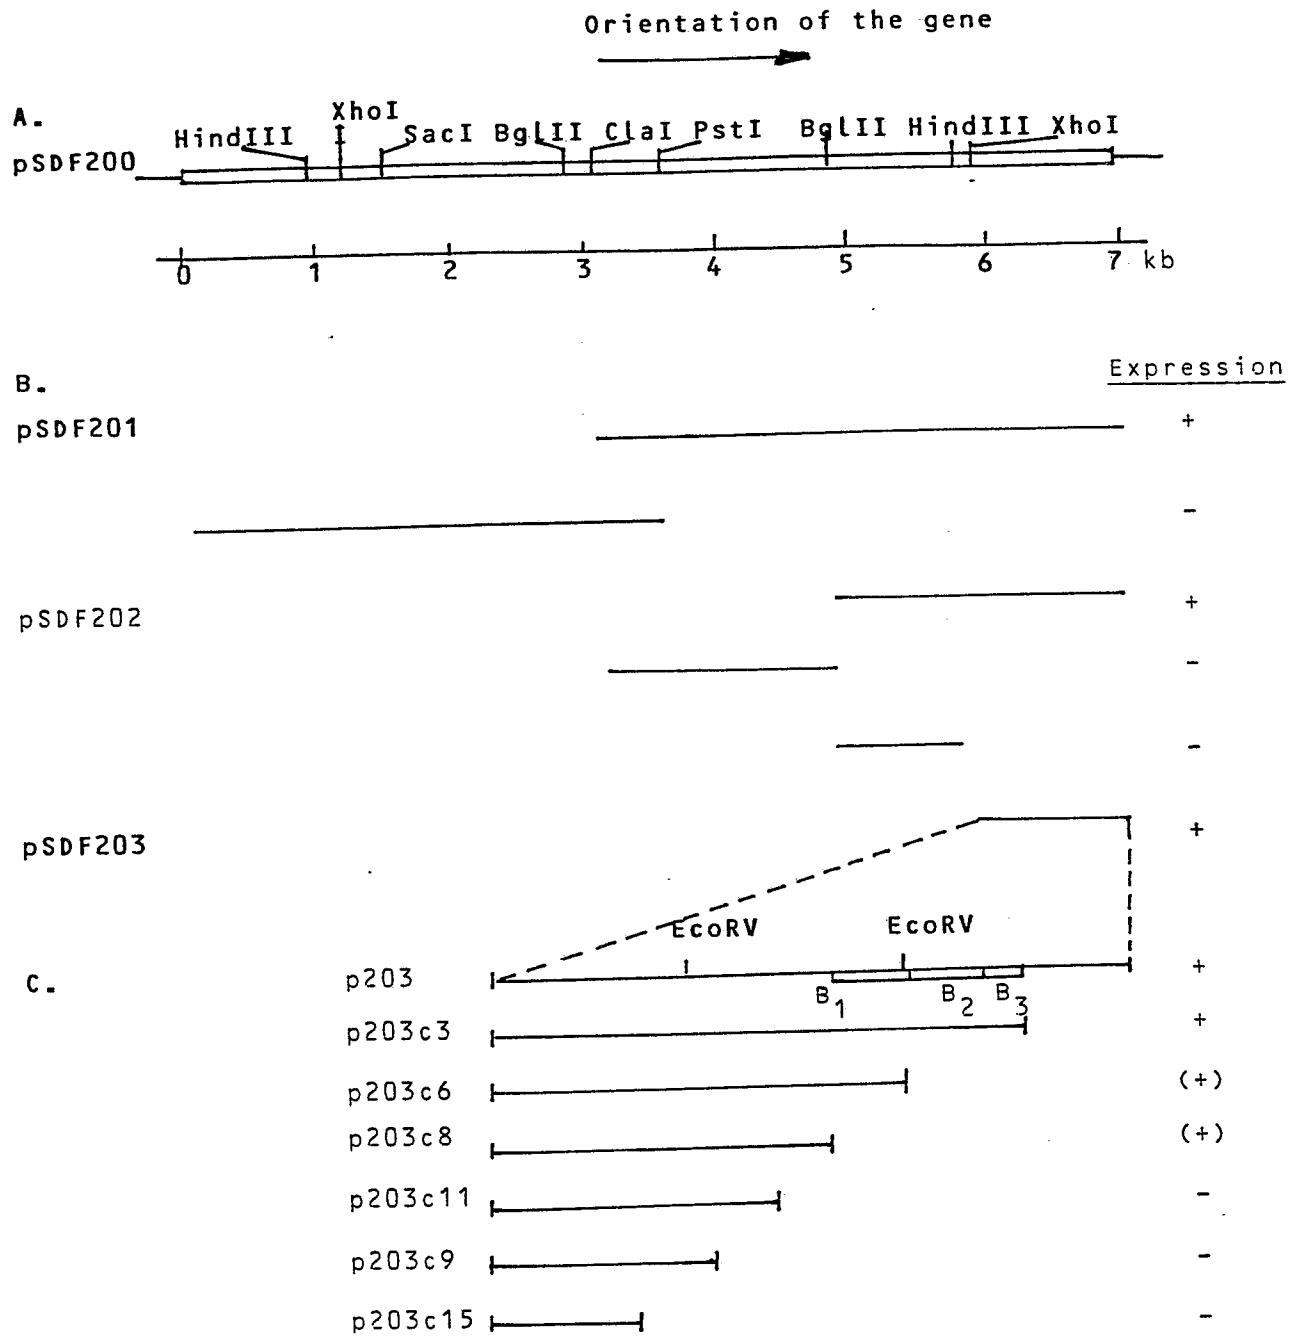 Orientation of the gene
A.
XhoI
HindIII SacI BglII ClaI PstI BglII HindIII XhoI
pSDF200
0 1 2 3 4 5 6 7 kb
B.
Expression
pSDF201 +
-
pSDF202 +
-
-
pSDF203 +
EcoRV EcoRV
C. p203 +
B1 B2 B3
p203c3 +
p203c6 (+)
p203c8 (+)
p203c11 -
p203c9 -
p203c15 -